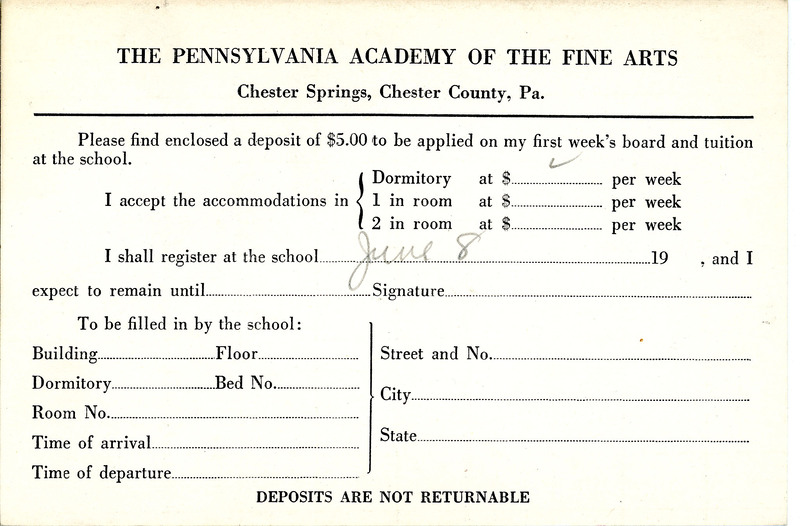 THE PENNSYLVANIA ACADEMY OF THE FINE ARTS
Chester Springs, Chester County, Pa.
Please find enclosed a deposit of $5.00 to be applied on my first week's board and tuition
at the school.
I accept the accommodations in
Dormitory at $ ✓ per week
1 in room at $ per week
2 in room at $ per week
I shall register at the school June 8 19 , and I
expect to remain until Signature
To be filled in by the school:
Building Floor
Dormitory Bed No.
Room No.
Time of arrival
Time of departure
Street and No.
City
State
DEPOSITS ARE NOT RETURNABLE